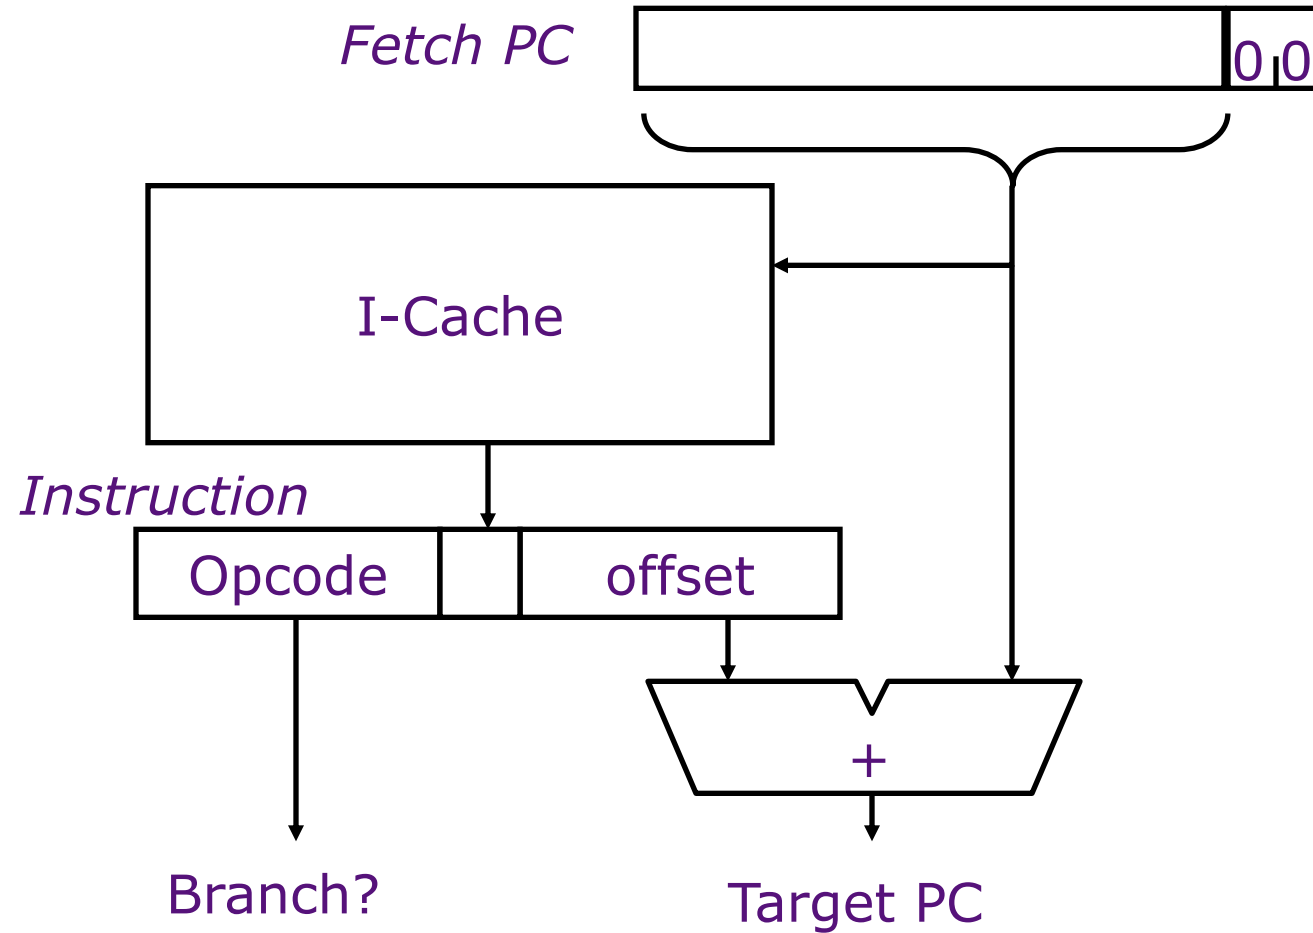 Fetch PC
0 0
I-Cache
Instruction
Opcode
offset
+
Branch?
Target PC